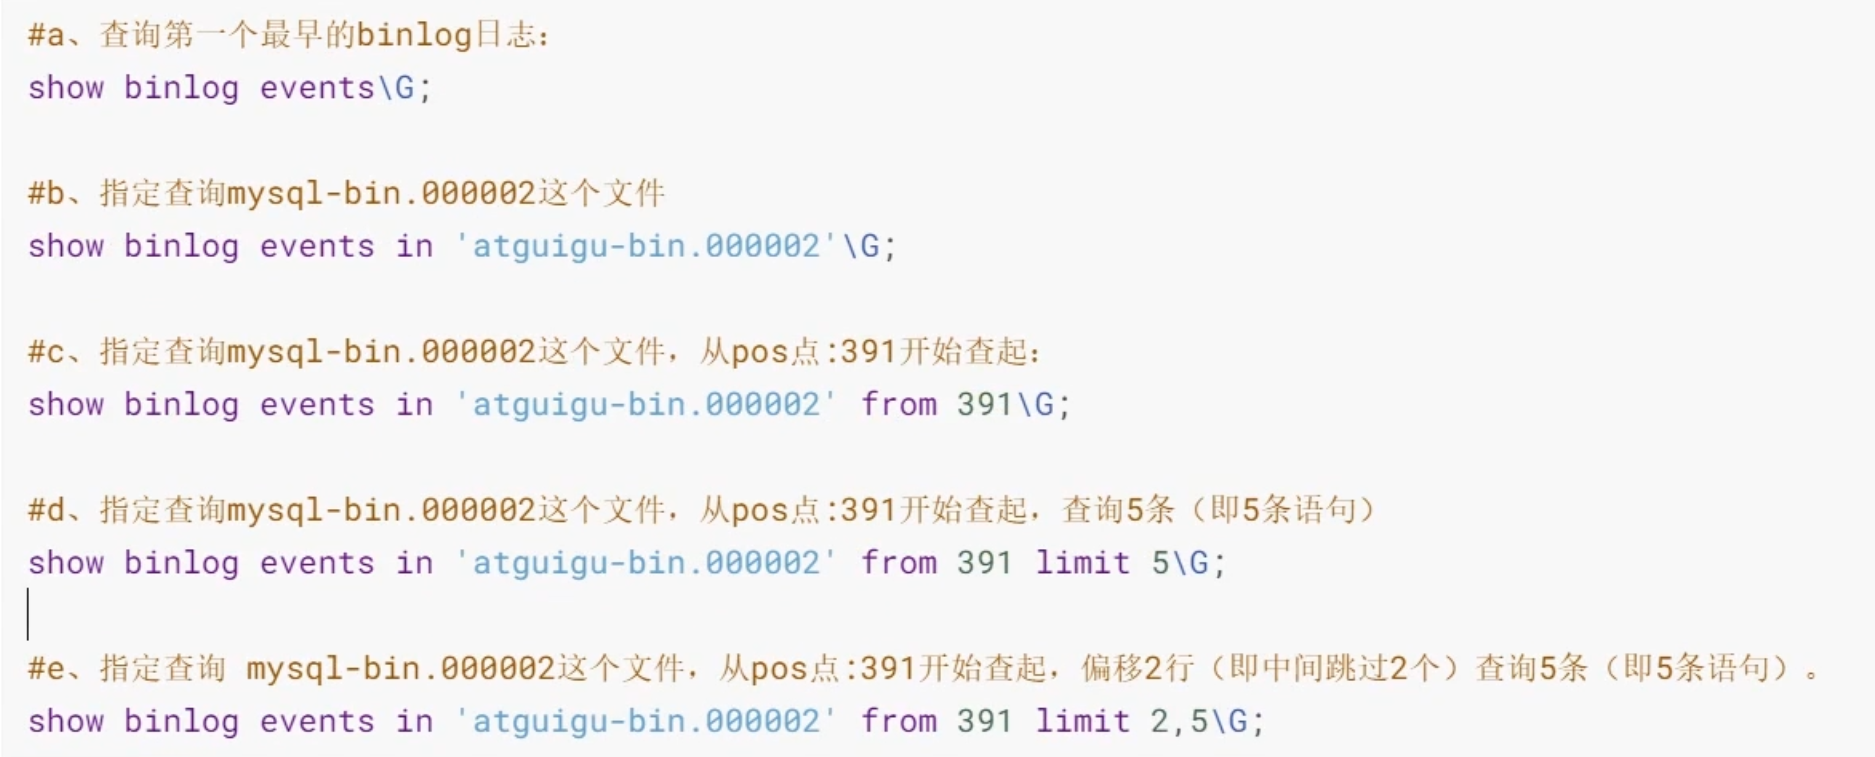 #a、查询第一个最早的binlog日志：
show binlog events\G;
#b、指定查询mysql-bin.000002这个文件
show binlog events in 'atguigu-bin.000002'\G;
#c、指定查询mysql-bin.000002这个文件，从pos点:391开始查起：
show binlog events in 'atguigu-bin.000002' from 391\G;
#d、指定查询mysql-bin.000002这个文件，从pos点:391开始查起，查询5条（即5条语句）
show binlog events in 'atguigu-bin.000002' from 391 limit 5\G;
#e、指定查询 mysql-bin.000002这个文件，从pos点:391开始查起，偏移2行（即中间跳过2个）查询5条（即5条语句）。
show binlog events in 'atguigu-bin.000002' from 391 limit 2,5\G;